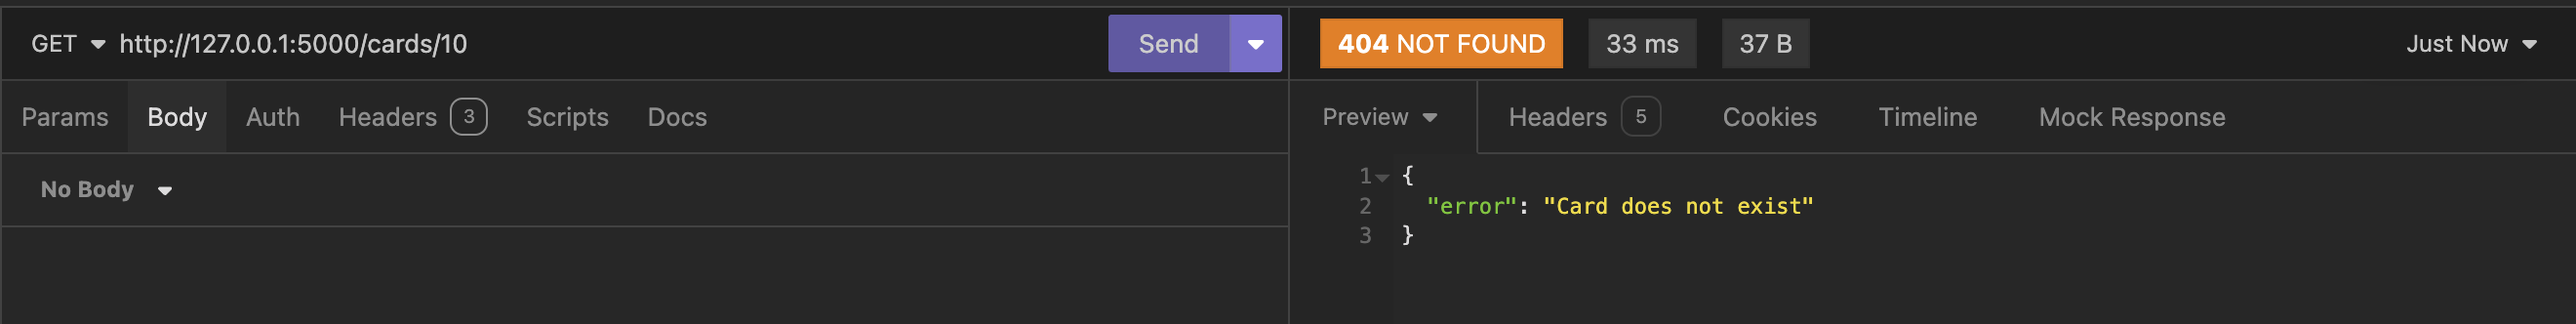 GET http://127.0.0.1:5000/cards/10 Send 404 NOT FOUND 33 ms 37 B Just Now
Params Body Auth Headers 3 Scripts Docs Preview Headers 5 Cookies Timeline Mock Response
No Body
1 {
2 "error": "Card does not exist"
3 }